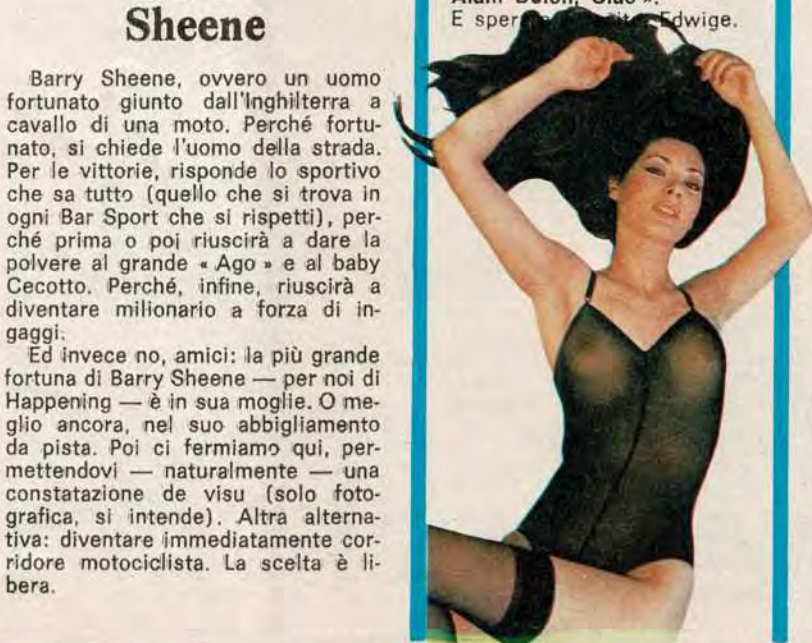 Sheene
Barry Sheene, ovvero un uomo
fortunato giunto dall'Inghilterra a
cavallo di una moto. Perché fortu-
nato, si chiede l'uomo della strada.
Per le vittorie, risponde lo sportivo
che sa tutto (quello che si trova in
ogni Bar Sport che si rispetti), per-
ché prima o poi riuscirà a dare la
polvere al grande « Ago » e al baby
Cecotto. Perché, infine, riuscirà a
diventare milionario a forza di in-
gaggi.
Ed invece no, amici: la più grande
fortuna di Barry Sheene — per noi di
Happening — è in sua moglie. O me-
glio ancora, nel suo abbigliamento
da pista. Poi ci fermiamo qui, per-
mettendovi — naturalmente — una
constatazione de visu (solo foto-
grafica, si intende). Altra alterna-
tiva: diventare immediatamente cor-
ridore motociclista. La scelta è li-
bera.
E Edwige.